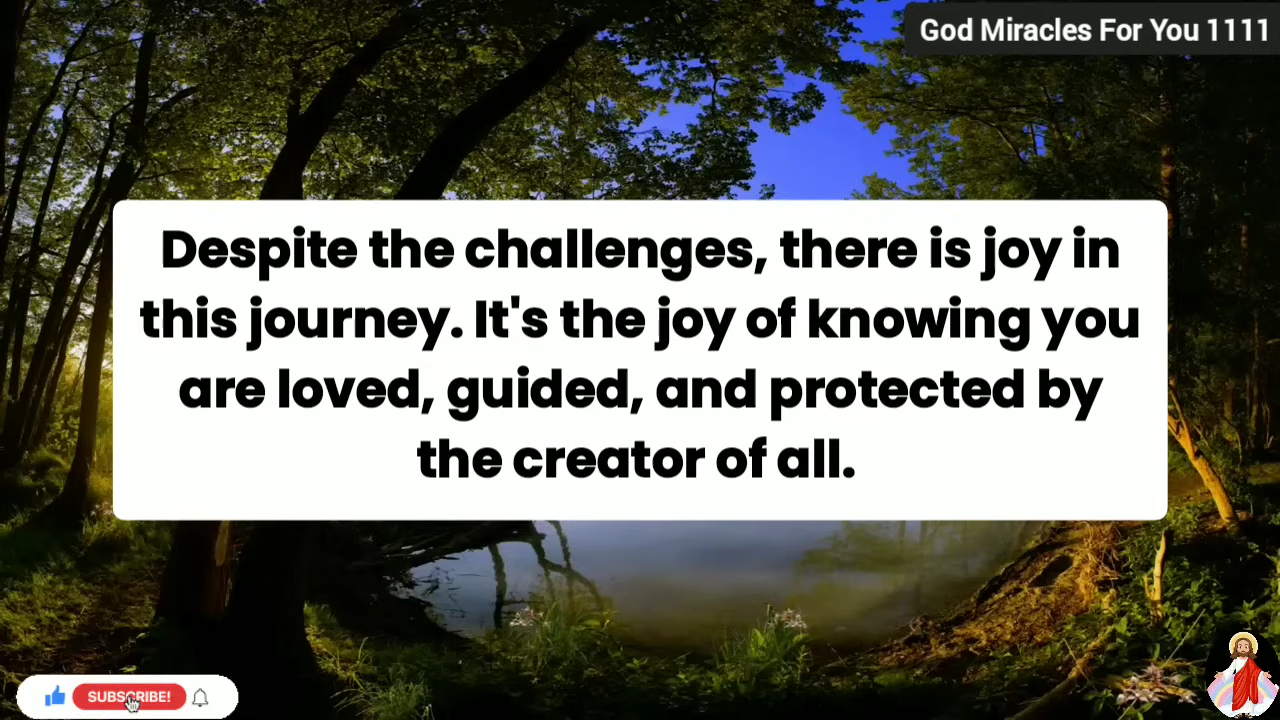 God Miracles For You 1111
Despite the challenges, there is joy in
this journey. It's the joy of knowing you
are loved, guided, and protected by
the creator of all.
SUBSCRIBE!